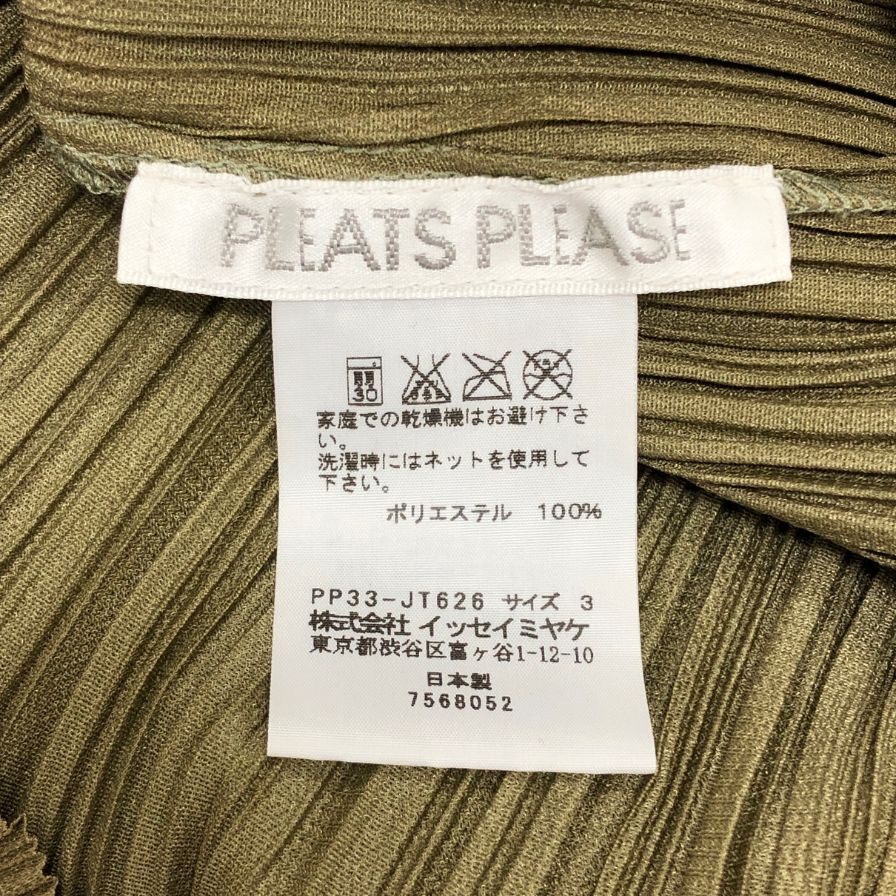 PLEATS PLEASE
30
家庭での乾燥機はお避け下さ
い。
洗濯時にはネットを使用して
下さい。
ポリエステル 100%
PP33-JT626 サイズ 3
株式会社 イッセイミヤケ
東京都渋谷区富ヶ谷1-12-10
日本製
7568052